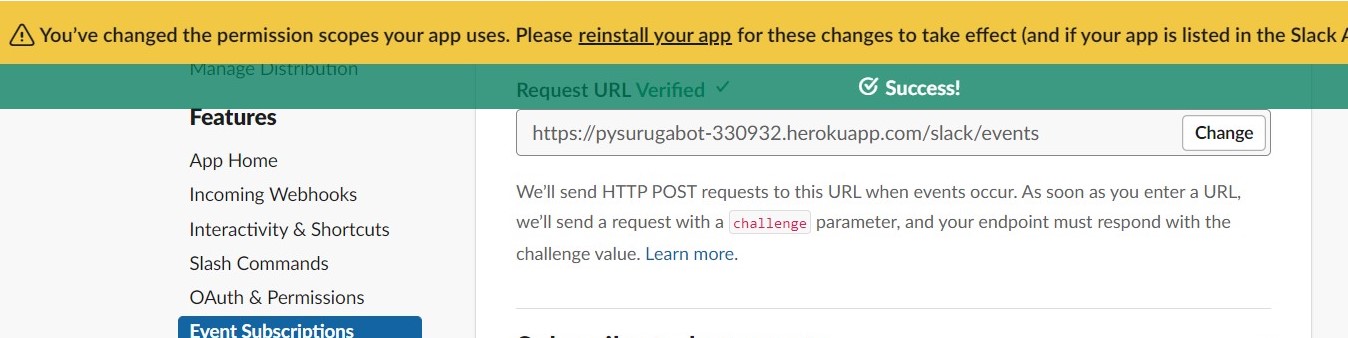 You've changed the permission scopes your app uses. Please reinstall your app for these changes to take effect (and if your app is listed in the Slack A
Manage Distribution
Success!
Request URL Verified
Features
https://pysurugabot-330932.herokuapp.com/slack/events
Change
App Home
Incoming Webhooks
Interactivity & Shortcuts
Slash Commands
OAuth & Permissions
Event Subscriptions
We'll send HTTP POST requests to this URL when events occur. As soon as you enter a URL,
we'll send a request with a challenge parameter, and your endpoint must respond with the
challenge value. Learn more.